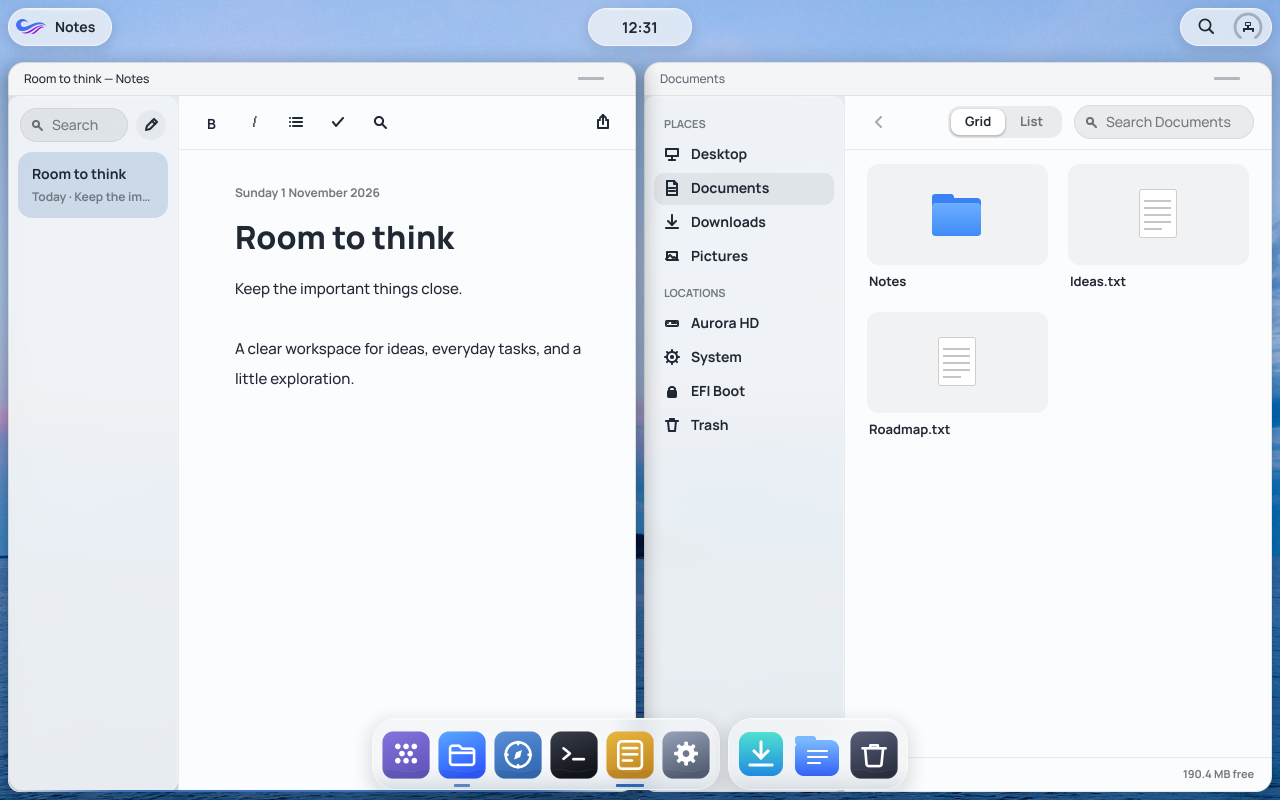 Notes
12:31
Room to think — Notes
Search
Room to think
Today · Keep the im...
B
I
Sunday 1 November 2026
Room to think
Keep the important things close.
A clear workspace for ideas, everyday tasks, and a
little exploration.
Documents
PLACES
Desktop
Documents
Downloads
Pictures
LOCATIONS
Aurora HD
System
EFI Boot
Trash
Grid
List
Search Documents
Notes
Ideas.txt
Roadmap.txt
190.4 MB free